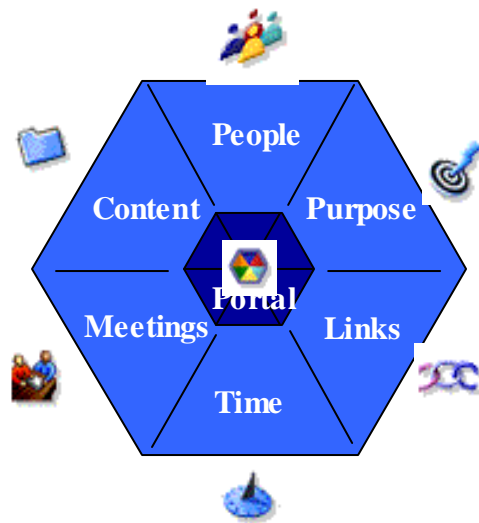 People
Content
Purpose
Portal
Meetings
Links
Time